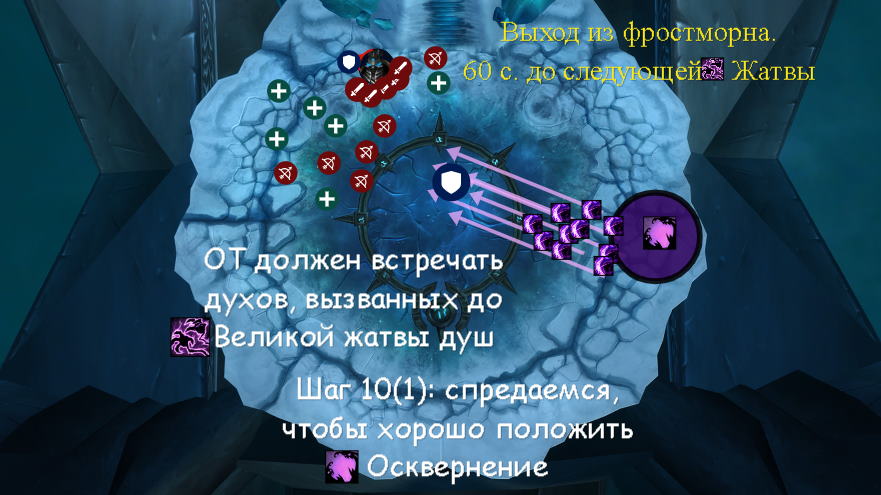 Выход из фростморна.
60 с. до следующей Жатвы
ОТ должен встречать
духов, вызванных до
Великой жатвы душ
Шаг 10(1): спредаемся,
чтобы хорошо положить
Осквернение